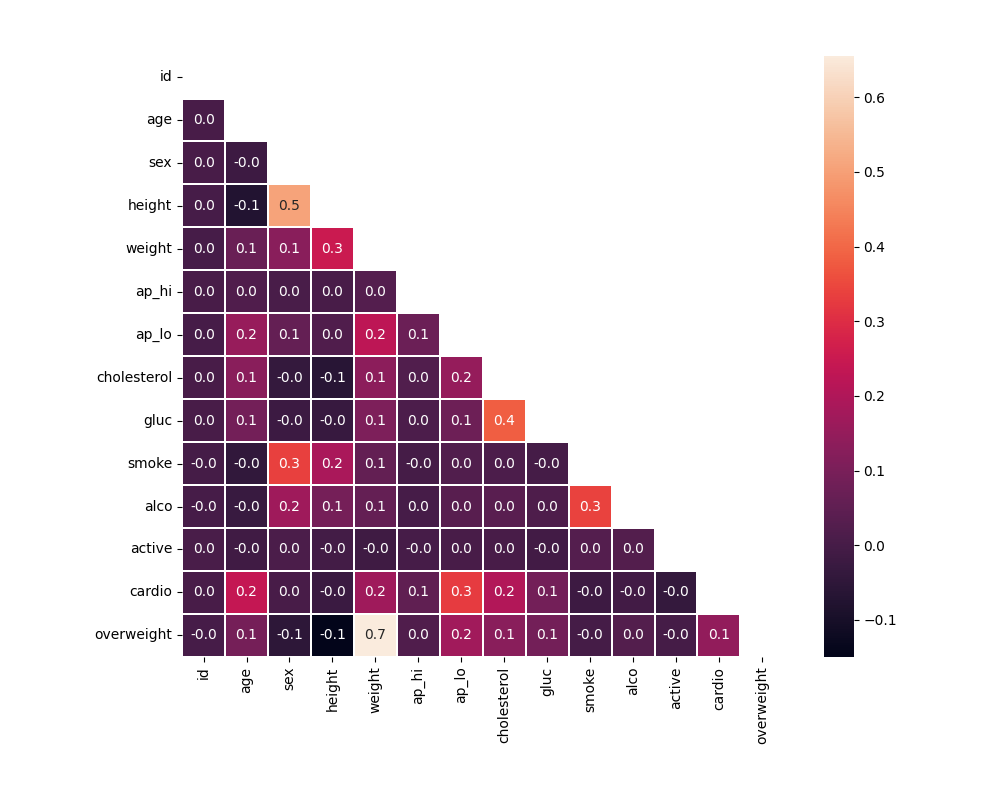 id
age 0.0
sex 0.0 -0.0
height 0.0 -0.1 0.5
weight 0.0 0.1 0.1 0.3
ap_hi 0.0 0.0 0.0 0.0 0.0
ap_lo 0.0 0.2 0.1 0.0 0.2 0.1
cholesterol 0.0 0.1 -0.0 -0.1 0.1 0.0 0.2
gluc 0.0 0.1 -0.0 -0.0 0.1 0.0 0.1 0.4
smoke -0.0 -0.0 0.3 0.2 0.1 -0.0 0.0 0.0 -0.0
alco -0.0 -0.0 0.2 0.1 0.1 0.0 0.0 0.0 0.0 0.3
active 0.0 -0.0 0.0 -0.0 -0.0 -0.0 0.0 0.0 -0.0 0.0 0.0
cardio 0.0 0.2 0.0 -0.0 0.2 0.1 0.3 0.2 0.1 -0.0 -0.0 -0.0
overweight -0.0 0.1 -0.1 -0.1 0.7 0.0 0.2 0.1 0.1 -0.0 0.0 -0.0 0.1
id age sex height weight ap_hi ap_lo cholesterol gluc smoke alco active cardio overweight
0.6
0.5
0.4
0.3
0.2
0.1
0.0
−0.1